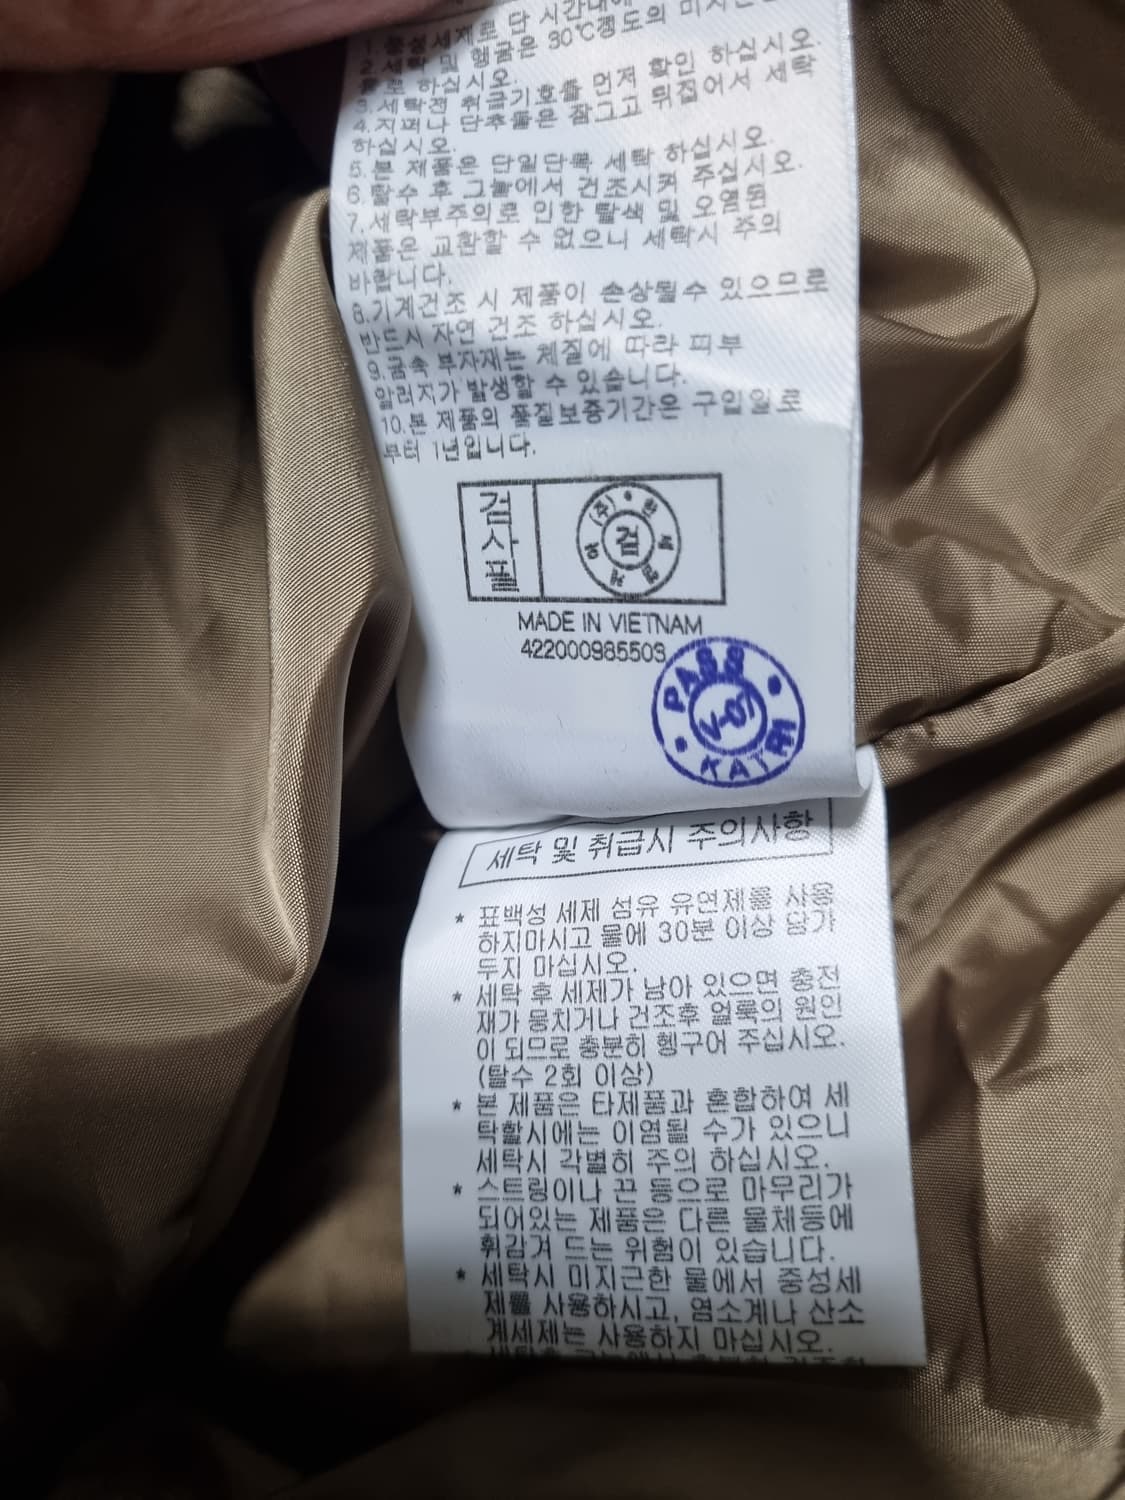 1.중성세제로 단 시간내에
2.세탁 및 헹굼은 30℃정도의 미지근한
물로 하십시오.
3.세탁전 취급기호를 먼저 확인 하십시오.
4.지퍼나 단추들은 잠그고 뒤집어서 세탁
하십시오.
5.본 제품은 단일단독 세탁 하십시오.
6.탈수 후 그늘에서 건조시켜 주십시오.
7.세탁부주의로 인한 탈색 및 오염된
제품은 교환할 수 없으니 세탁시 주의
바랍니다.
8.기계건조 시 제품이 손상될수 있으므로
반드시 자연 건조 하십시오.
9.금속 부자재는 체질에 따라 피부
알러지가 발생할 수 있습니다.
10.본 제품의 품질보증기간은 구입일로
부터 1년입니다.
검사필
(주)한
검
MADE IN VIETNAM
422000985509
PASS
KATRI
세탁 및 취급시 주의사항
* 표백성 세제 섬유 유연제를 사용
하지마시고 물에 30분 이상 담가
두지 마십시오.
* 세탁 후 세제가 남아 있으면 충전
재가 뭉치거나 건조후 얼룩의 원인
이 되므로 충분히 헹구어 주십시오.
(탈수 2회 이상)
* 본 제품은 타제품과 혼합하여 세
탁할시에는 이염될 수가 있으니
세탁시 각별히 주의 하십시오.
* 스트링이나 끈 등으로 마무리가
되어있는 제품은 다른 물체등에
휘감겨 드는 위험이 있습니다.
* 세탁시 미지근한 물에서 중성세
제를 사용하시고, 염소계나 산소
계세제는 사용하지 마십시오.